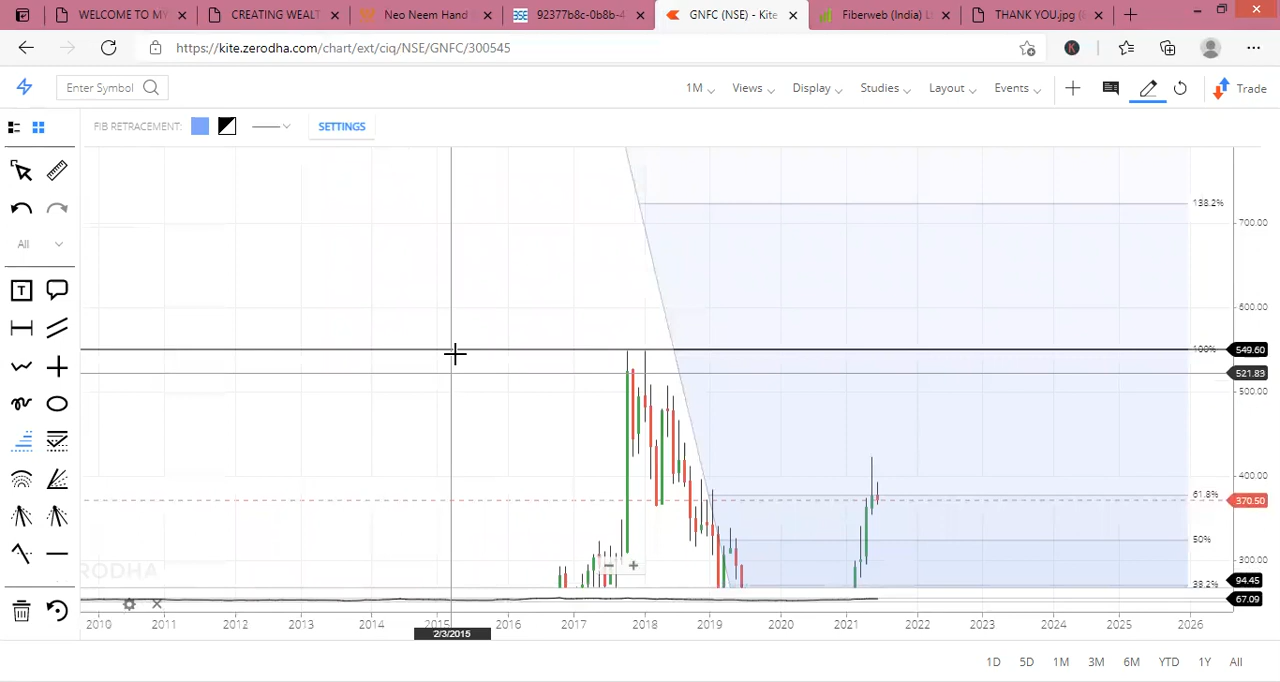 WELCOME TO MY
CREATING WEALT
Neo Neem Hand
BSE
92377b8c-0b8b-4
GNFC (NSE) - Kite
Fiberweb (India) L
THANK YOU.jpg (
https://kite.zerodha.com/chart/ext/ciq/NSE/GNFC/300545
K
Enter Symbol
1M Views Display Studies Layout Events Trade
FIB RETRACEMENT: SETTINGS
All
T
138.2%
700.00
600.00
100% 549.60
521.83
500.00
400.00
61.8%
370.50
50%
300.00
38.2% 94.45
67.09
2010 2011 2012 2013 2014 2015 2016 2017 2018 2019 2020 2021 2022 2023 2024 2025 2026
2/3/2015
1D 5D 1M 3M 6M YTD 1Y All